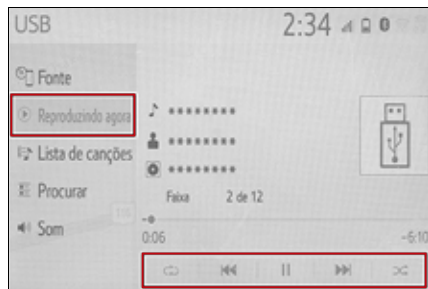 USB
2:34
Fonte
Reproduzindo agora
********
Lista de canções
********
********
Procurar
Faixa 2 de 12
Som
0:06
-6:10